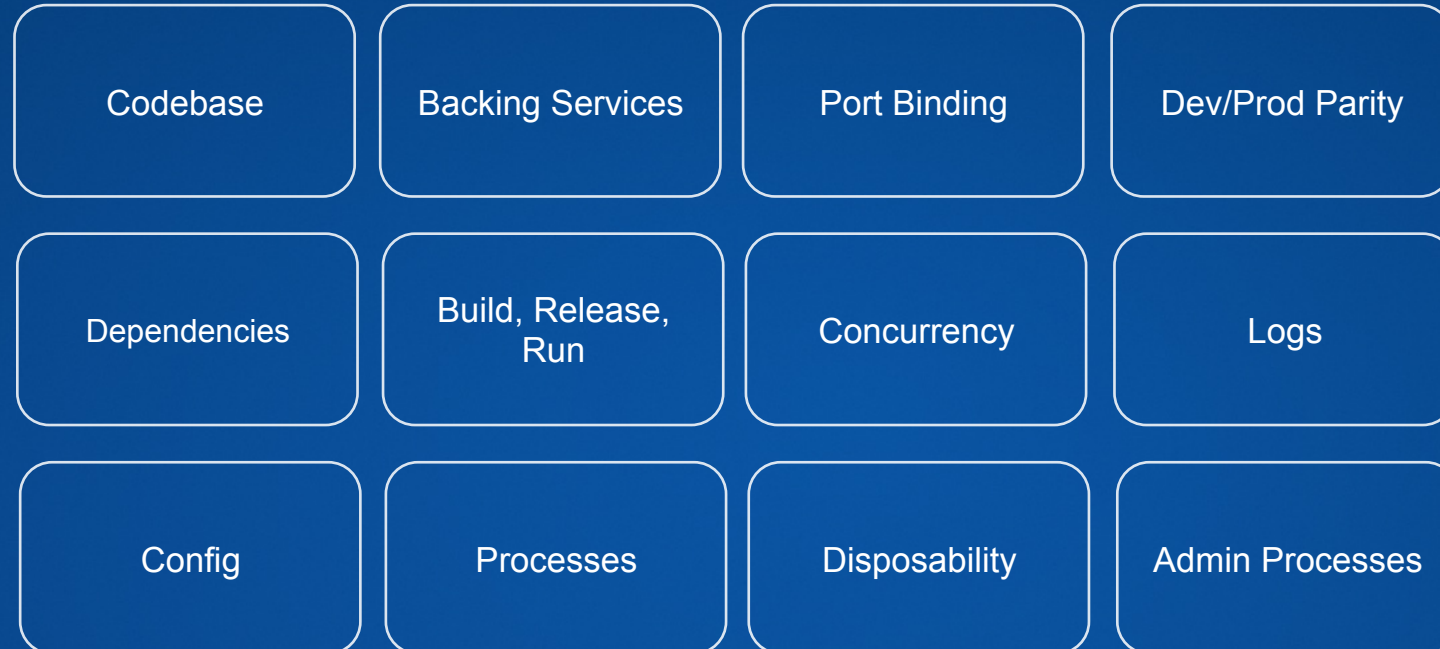 Codebase
Backing Services
Port Binding
Dev/Prod Parity
Dependencies
Build, Release,
Run
Concurrency
Logs
Config
Processes
Disposability
Admin Processes